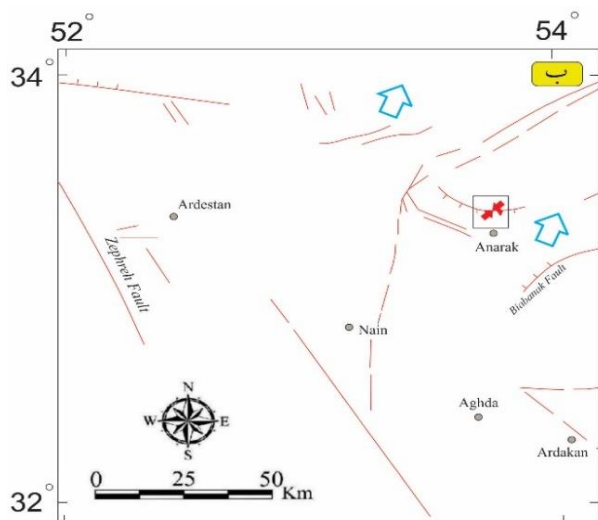 52°
54°
34°
ب
Ardestan
Anarak
Zephreh Fault
Biabanak Fault
Nain
N
W E
S
Aghda
Ardakan
0 25 50
Km
32°